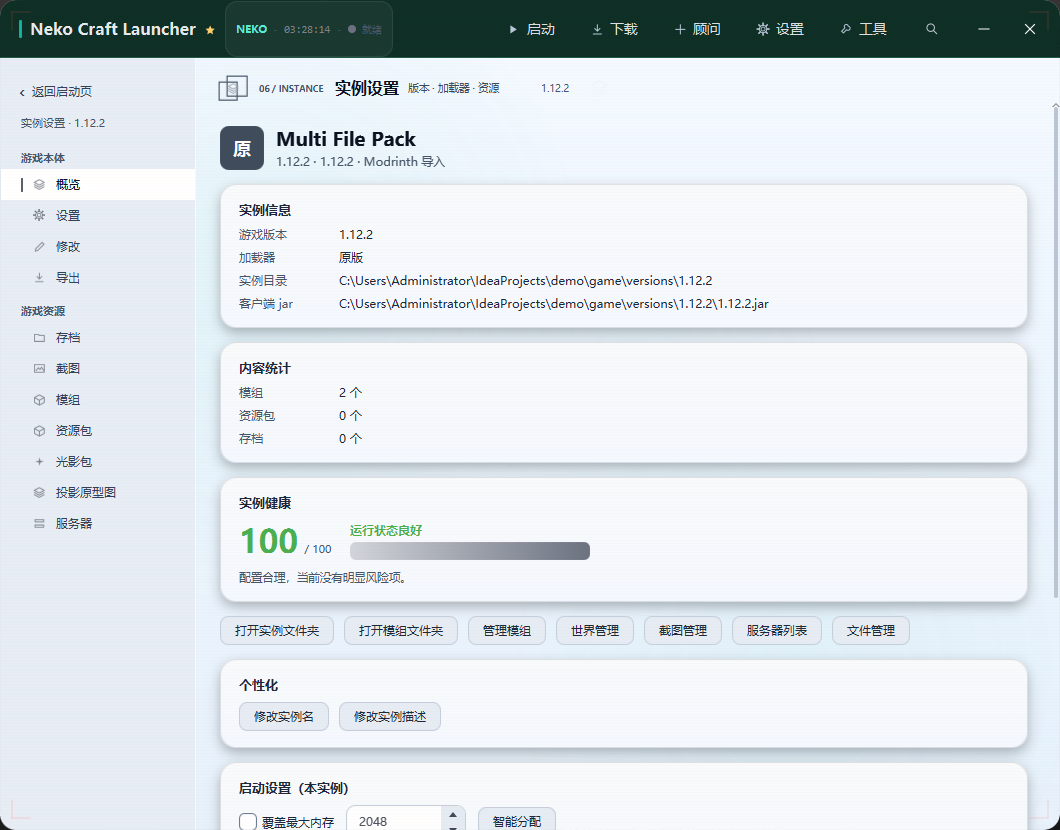 Neko Craft Launcher ★ NEKO · 03:28:14 · 就绪 启动 下载 顾问 设置 工具
返回启动页
实例设置 · 1.12.2
游戏本体
概览
设置
修改
导出
游戏资源
存档
截图
模组
资源包
光影包
投影原型图
服务器
06 / INSTANCE 实例设置 版本 · 加载器 · 资源 1.12.2
原
Multi File Pack
1.12.2 · 1.12.2 · Modrinth 导入
实例信息
游戏版本 1.12.2
加载器 原版
实例目录 C:\Users\Administrator\IdeaProjects\demo\game\versions\1.12.2
客户端 jar C:\Users\Administrator\IdeaProjects\demo\game\versions\1.12.2\1.12.2.jar
内容统计
模组 2 个
资源包 0 个
存档 0 个
实例健康
100 / 100
运行状态良好
配置合理，当前没有明显风险项。
打开实例文件夹 打开模组文件夹 管理模组 世界管理 截图管理 服务器列表 文件管理
个性化
修改实例名 修改实例描述
启动设置（本实例）
覆盖最大内存 2048 智能分配